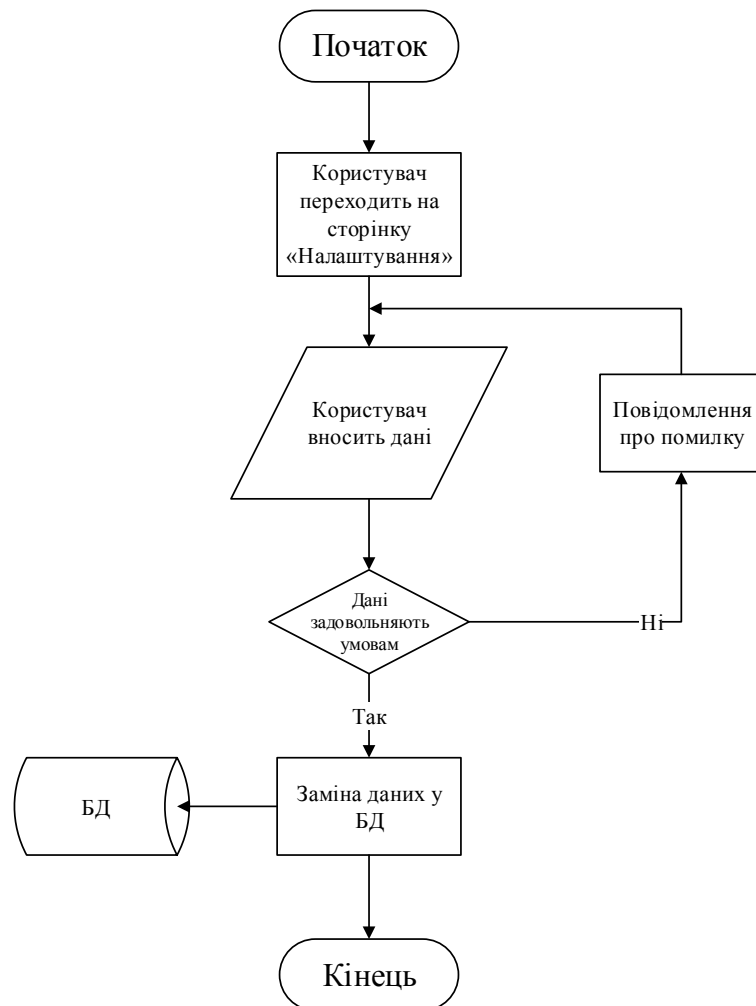 Початок
Користувач
переходить на
сторінку
«Налаштування»
Користувач
вносить дані
Повідомлення
про помилку
Дані
задовольняють
умовам
Ні
Так
Заміна даних у
БД
БД
Кінець